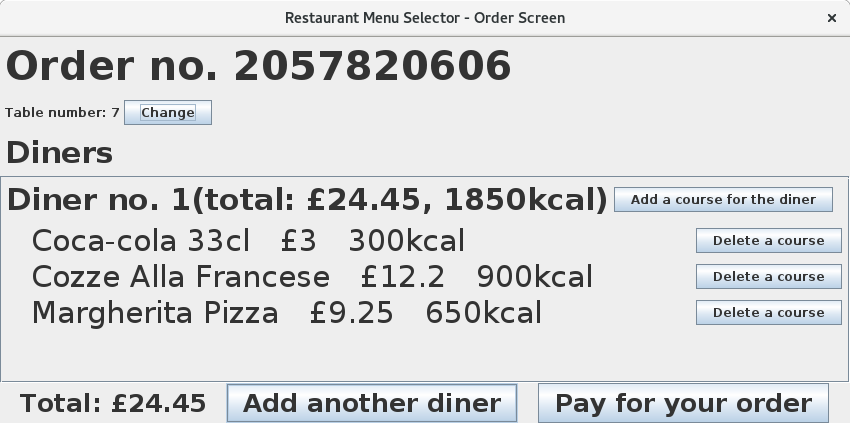 Restaurant Menu Selector - Order Screen ×
Order no. 2057820606
Table number: 7 Change
Diners
Diner no. 1(total: £24.45, 1850kcal) Add a course for the diner
Coca-cola 33cl £3 300kcal Delete a course
Cozze Alla Francese £12.2 900kcal Delete a course
Margherita Pizza £9.25 650kcal Delete a course
Total: £24.45 Add another diner Pay for your order